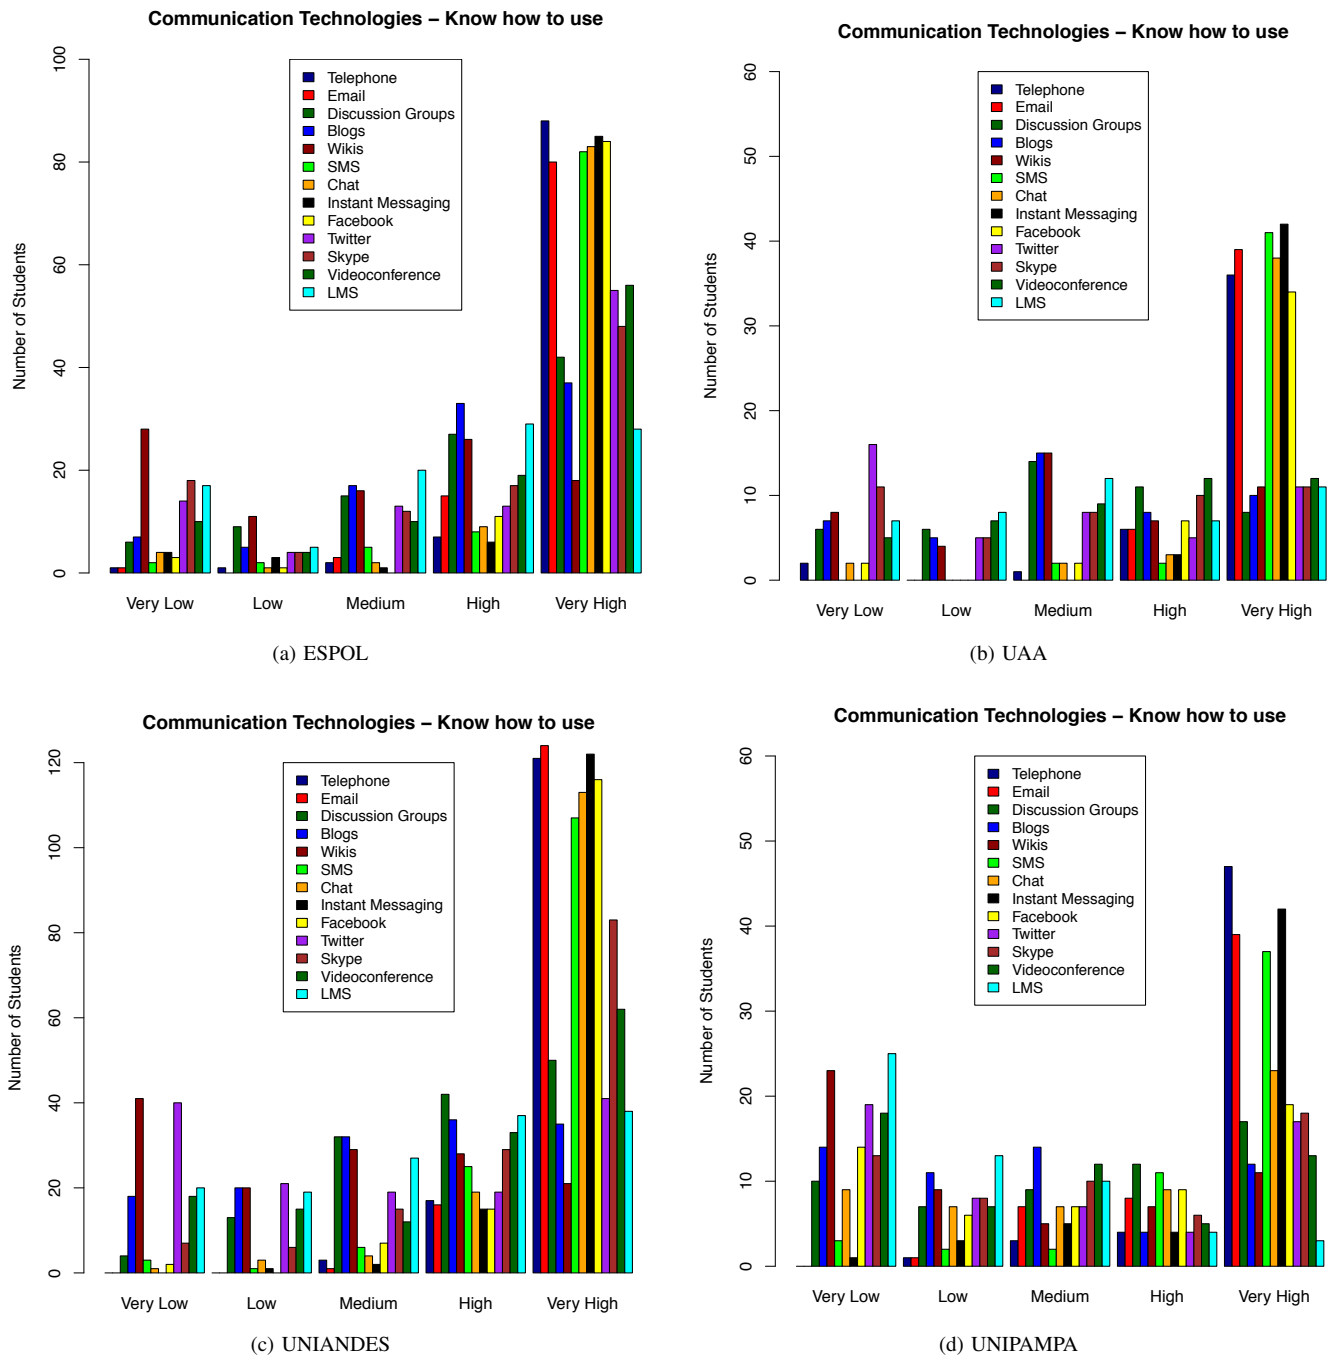 Communication Technologies – Know how to use
100
80
60
40
20
0
Number of Students
Telephone
Email
Discussion Groups
Blogs
Wikis
SMS
Chat
Instant Messaging
Facebook
Twitter
Skype
Videoconference
LMS
Very Low Low Medium High Very High
(a) ESPOL
Communication Technologies – Know how to use
60
50
40
30
20
10
0
Number of Students
Telephone
Email
Discussion Groups
Blogs
Wikis
SMS
Chat
Instant Messaging
Facebook
Twitter
Skype
Videoconference
LMS
Very Low Low Medium High Very High
(b) UAA
Communication Technologies – Know how to use
120
100
80
60
40
20
0
Number of Students
Telephone
Email
Discussion Groups
Blogs
Wikis
SMS
Chat
Instant Messaging
Facebook
Twitter
Skype
Videoconference
LMS
Very Low Low Medium High Very High
(c) UNIANDES
Communication Technologies – Know how to use
60
50
40
30
20
10
0
Number of Students
Telephone
Email
Discussion Groups
Blogs
Wikis
SMS
Chat
Instant Messaging
Facebook
Twitter
Skype
Videoconference
LMS
Very Low Low Medium High Very High
(d) UNIPAMPA